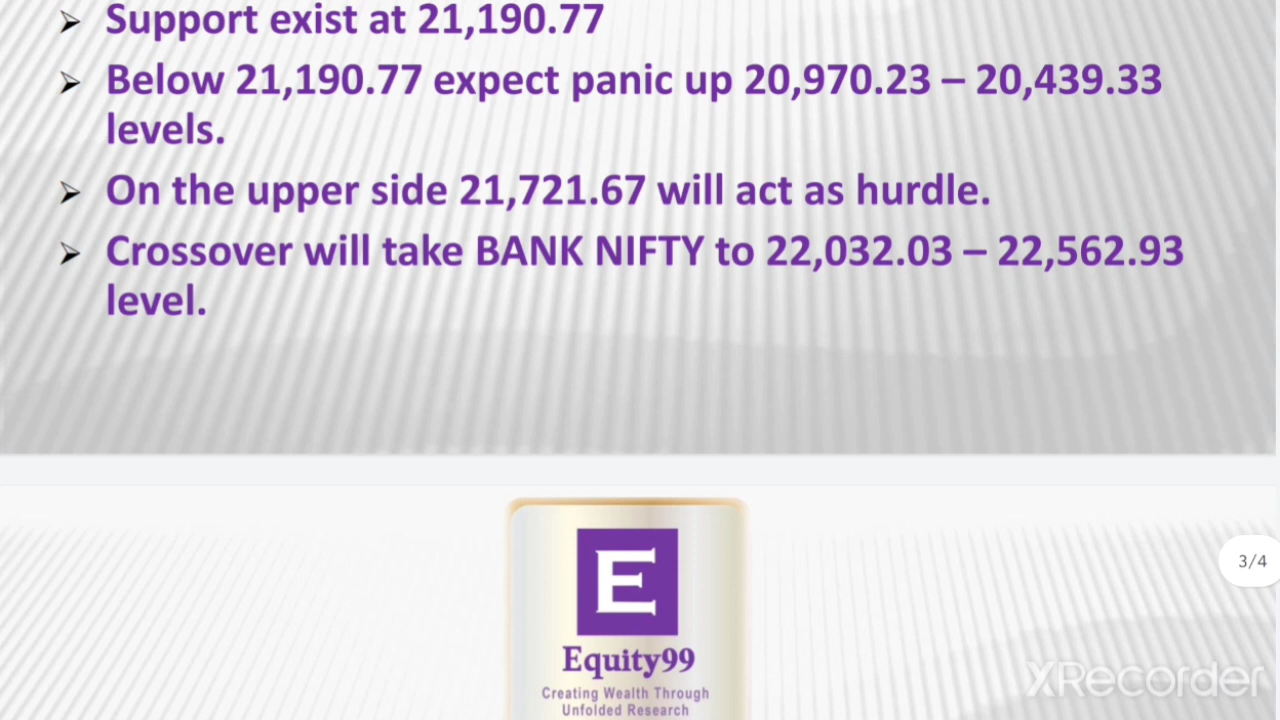 Support exist at 21,190.77
Below 21,190.77 expect panic up 20,970.23 – 20,439.33
levels.
On the upper side 21,721.67 will act as hurdle.
Crossover will take BANK NIFTY to 22,032.03 – 22,562.93
level.
3/4
E
Equity99
Creating Wealth Through
Unfolded Research
XRecorder